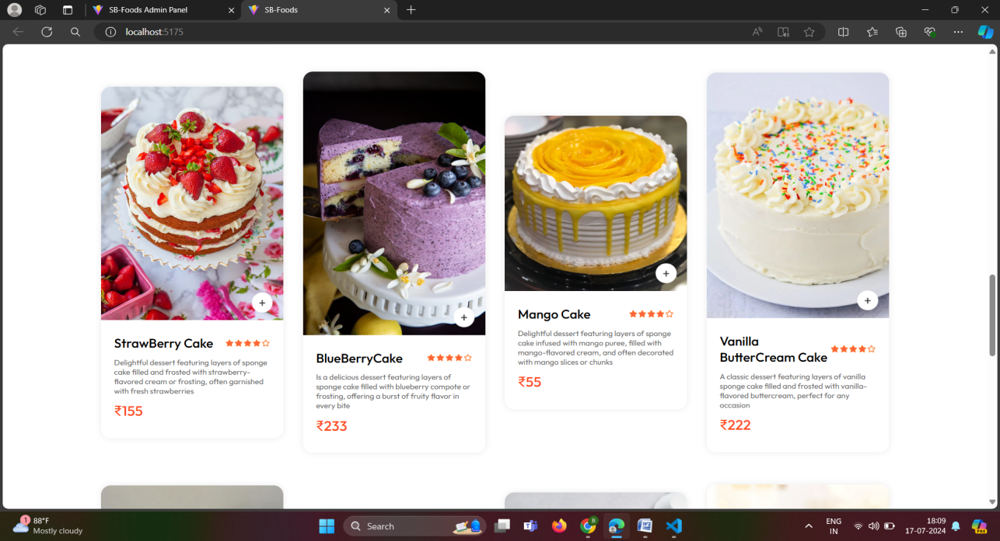 SB-Foods Admin Panel
SB-Foods
localhost:5175
StrawBerry Cake
Delightful dessert featuring layers of sponge
cake filled and frosted with strawberry-
flavored cream or frosting, often garnished
with fresh strawberries
₹155
BlueBerryCake
Is a delicious dessert featuring layers of
sponge cake filled with blueberry compote or
frosting, offering a burst of fruity flavor in
every bite
₹233
Mango Cake
Delightful dessert featuring layers of sponge
cake infused with mango puree, filled with
mango-flavored cream, and often decorated
with mango slices or chunks
₹55
Vanilla
ButterCream Cake
A classic dessert featuring layers of vanilla
sponge cake filled and frosted with vanilla-
flavored buttercream, perfect for any
occasion
₹222
1
88°F
Mostly cloudy
Search
ENG
IN
18:09
17-07-2024
PRE